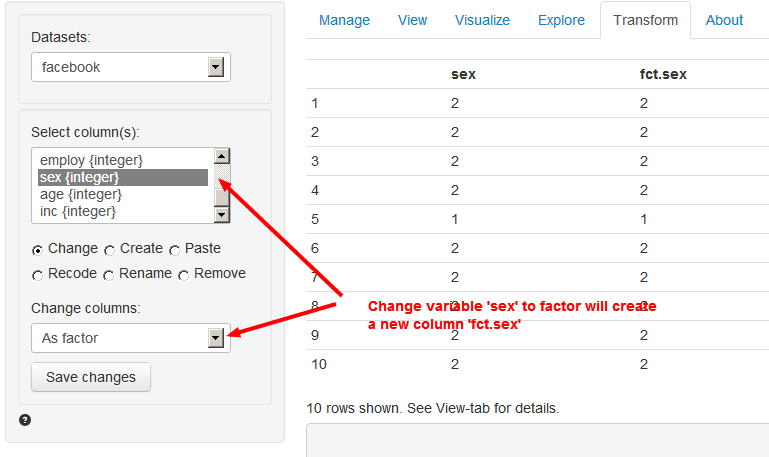 Datasets:
facebook
Select column(s):
employ {integer}
sex {integer}
age {integer}
inc {integer}
Change Create Paste
Recode Rename Remove
Change columns:
As factor
Save changes
?
Manage View Visualize Explore Transform About
sex fct.sex
1 2 2
2 2 2
3 2 2
4 2 2
5 1 1
6 2 2
7 2 2
8 2 2
Change variable 'sex' to factor will create
a new column 'fct.sex'
9 2 2
10 2 2
10 rows shown. See View-tab for details.